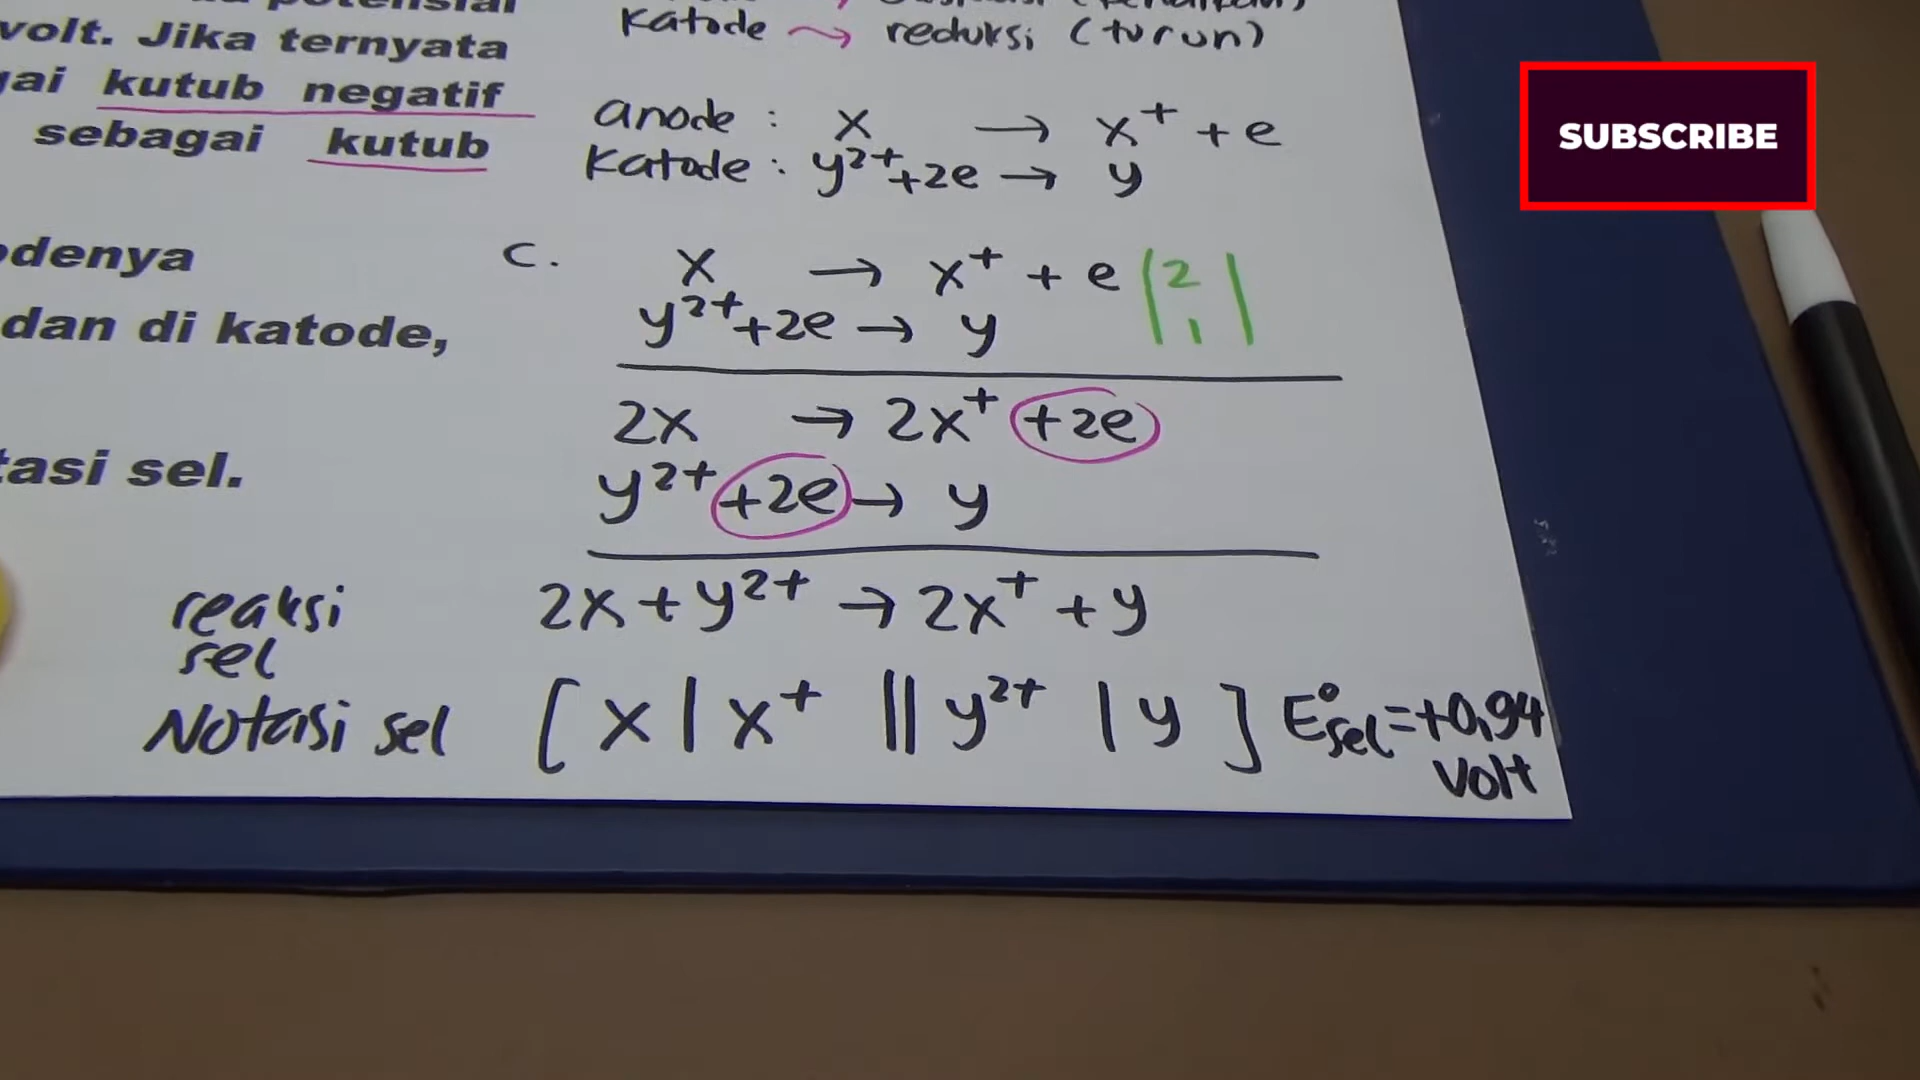 volt. Jika ternyata
kutub negatif
sebagai kutub
denya
dan di katode,
tasi sel.
Katode → reduksi (turun)
anode : x → x⁺ + e
Katode : y²⁺+2e → y
C. x → x⁺ + e | 2 |
y²⁺+2e → y 1
2x → 2x⁺ +2e
y²⁺ +2e → y
reaksi sel 2x + y²⁺ → 2x⁺ + y
Notasi sel [ x | x⁺ || y²⁺ | y ] E°sel = +0,94 volt
SUBSCRIBE